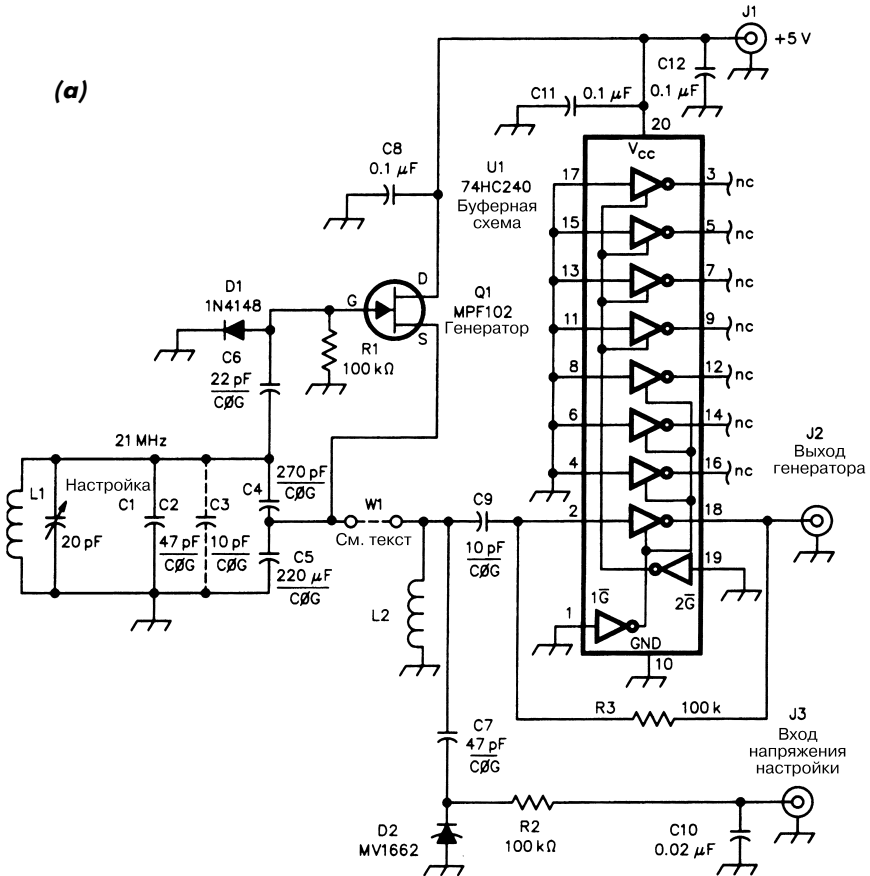 (a)
J1
+5 V
C12
0.1 µF
C11
0.1 µF
20
VCC
C8
0.1 µF
U1
74HC240
Буферная
схема
17
3
nc
15
5
nc
13
7
nc
11
9
nc
8
12
nc
6
14
nc
4
16
nc
2
18
19
1
1G̅
2G̅
GND
10
D1
1N4148
G
D
S
Q1
MPF102
Генератор
R1
100 kΩ
C6
22 pF
CØG
21 MHz
L1
Настройка
C1
20 pF
C2
47 pF
CØG
C3
10 pF
CØG
270 pF
C4
CØG
C5
220 µF
CØG
W1
См. текст
C9
10 pF
CØG
L2
J2
Выход
генератора
R3
100 k
C7
47 pF
CØG
J3
Вход
напряжения
настройки
D2
MV1662
R2
100 kΩ
C10
0.02 µF